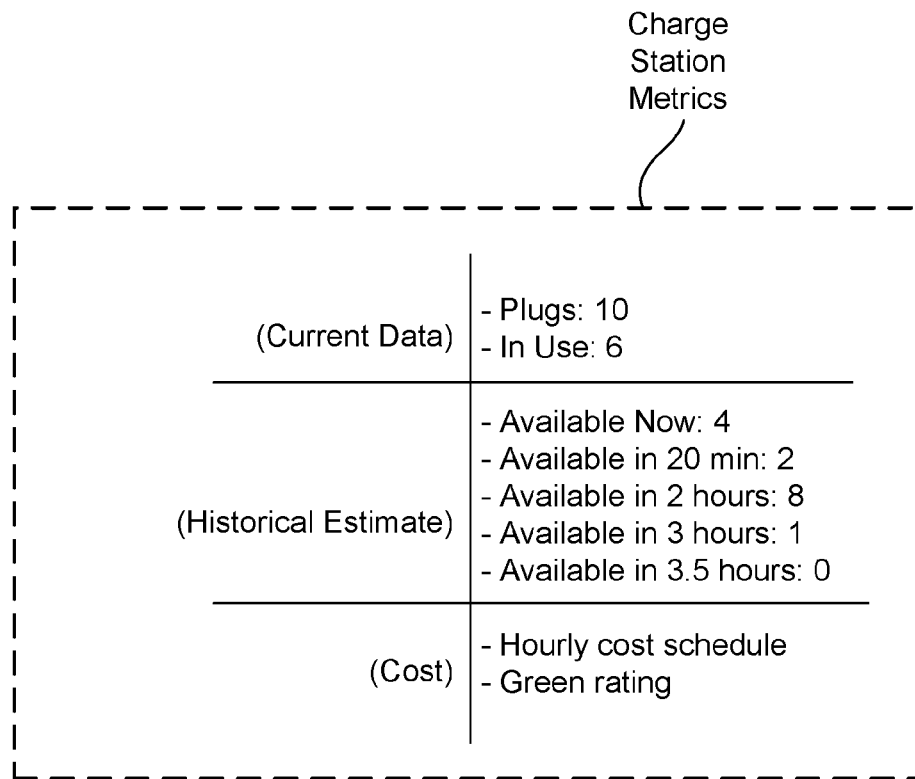 Charge
Station
Metrics
(Current Data)
- Plugs: 10
- In Use: 6
(Historical Estimate)
- Available Now: 4
- Available in 20 min: 2
- Available in 2 hours: 8
- Available in 3 hours: 1
- Available in 3.5 hours: 0
(Cost)
- Hourly cost schedule
- Green rating